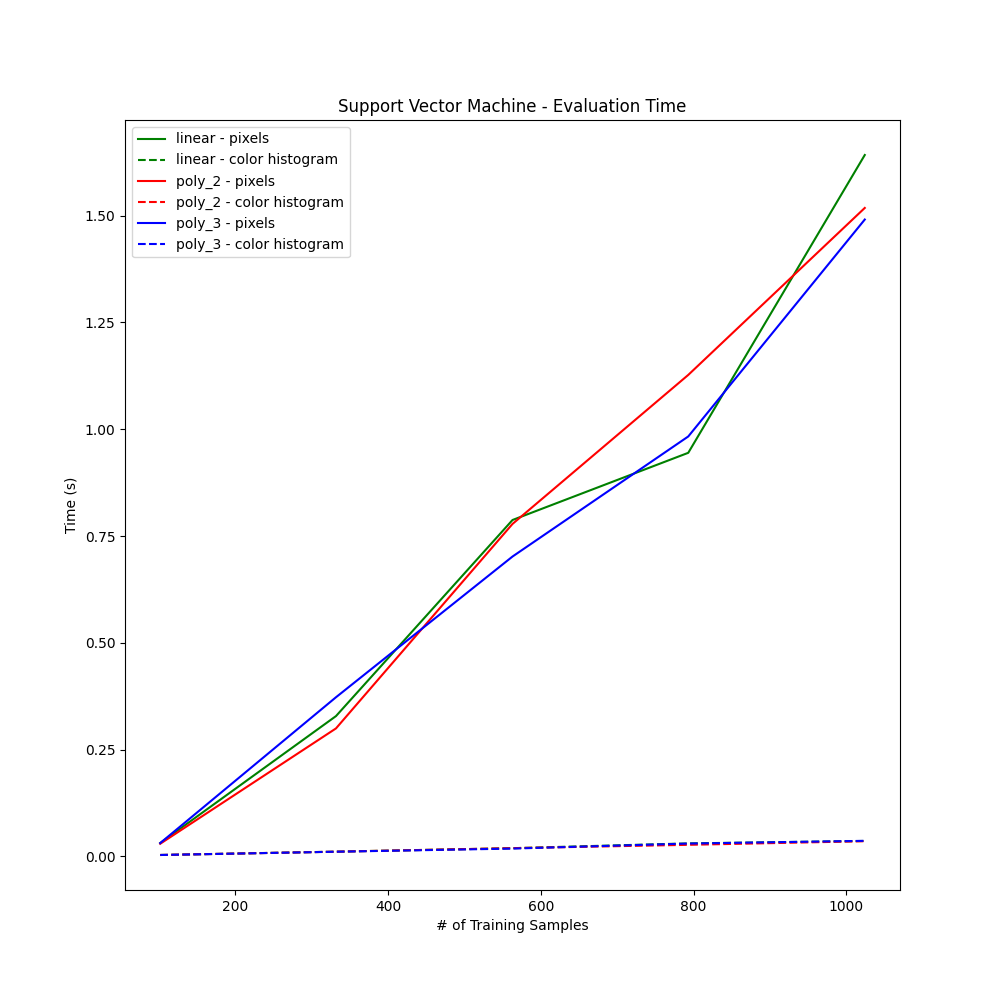 Support Vector Machine - Evaluation Time
linear - pixels
linear - color histogram
poly_2 - pixels
poly_2 - color histogram
poly_3 - pixels
poly_3 - color histogram
1.50
1.25
1.00
0.75
0.50
0.25
0.00
Time (s)
200 400 600 800 1000
# of Training Samples